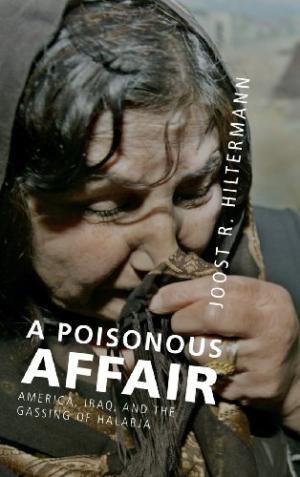 JOOST R. HILTERMANN
A POISONOUS
AFFAIR
AMERICA, IRAQ, AND THE
GASSING OF HALABJA